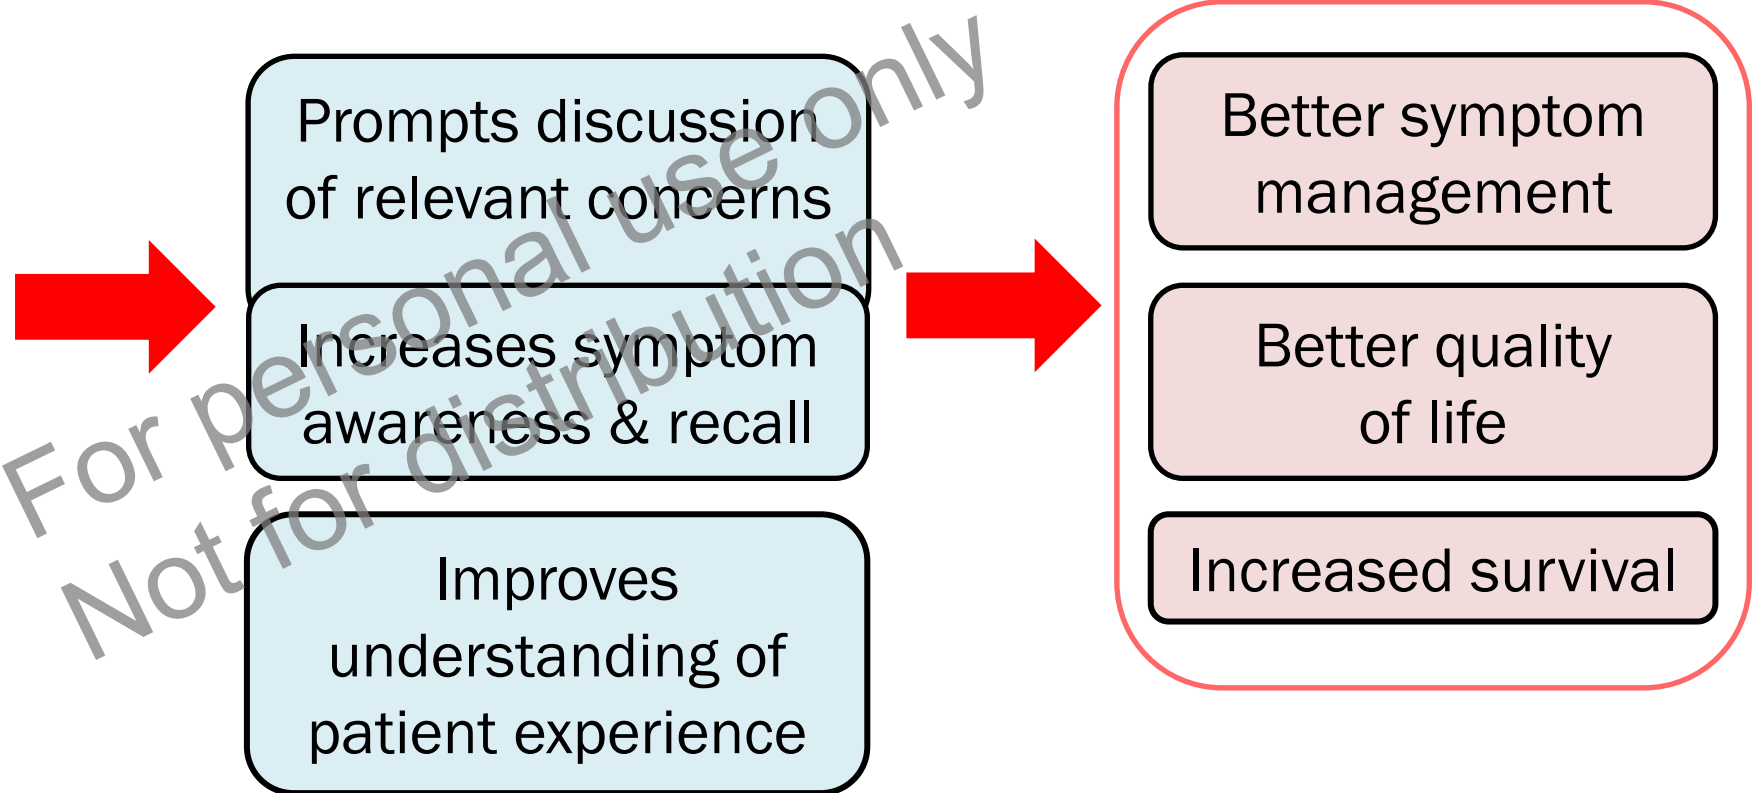 Prompts discussion
of relevant concerns
Increases symptom
awareness & recall
Improves
understanding of
patient experience
Better symptom
management
Better quality
of life
Increased survival
For personal use only
Not for distribution